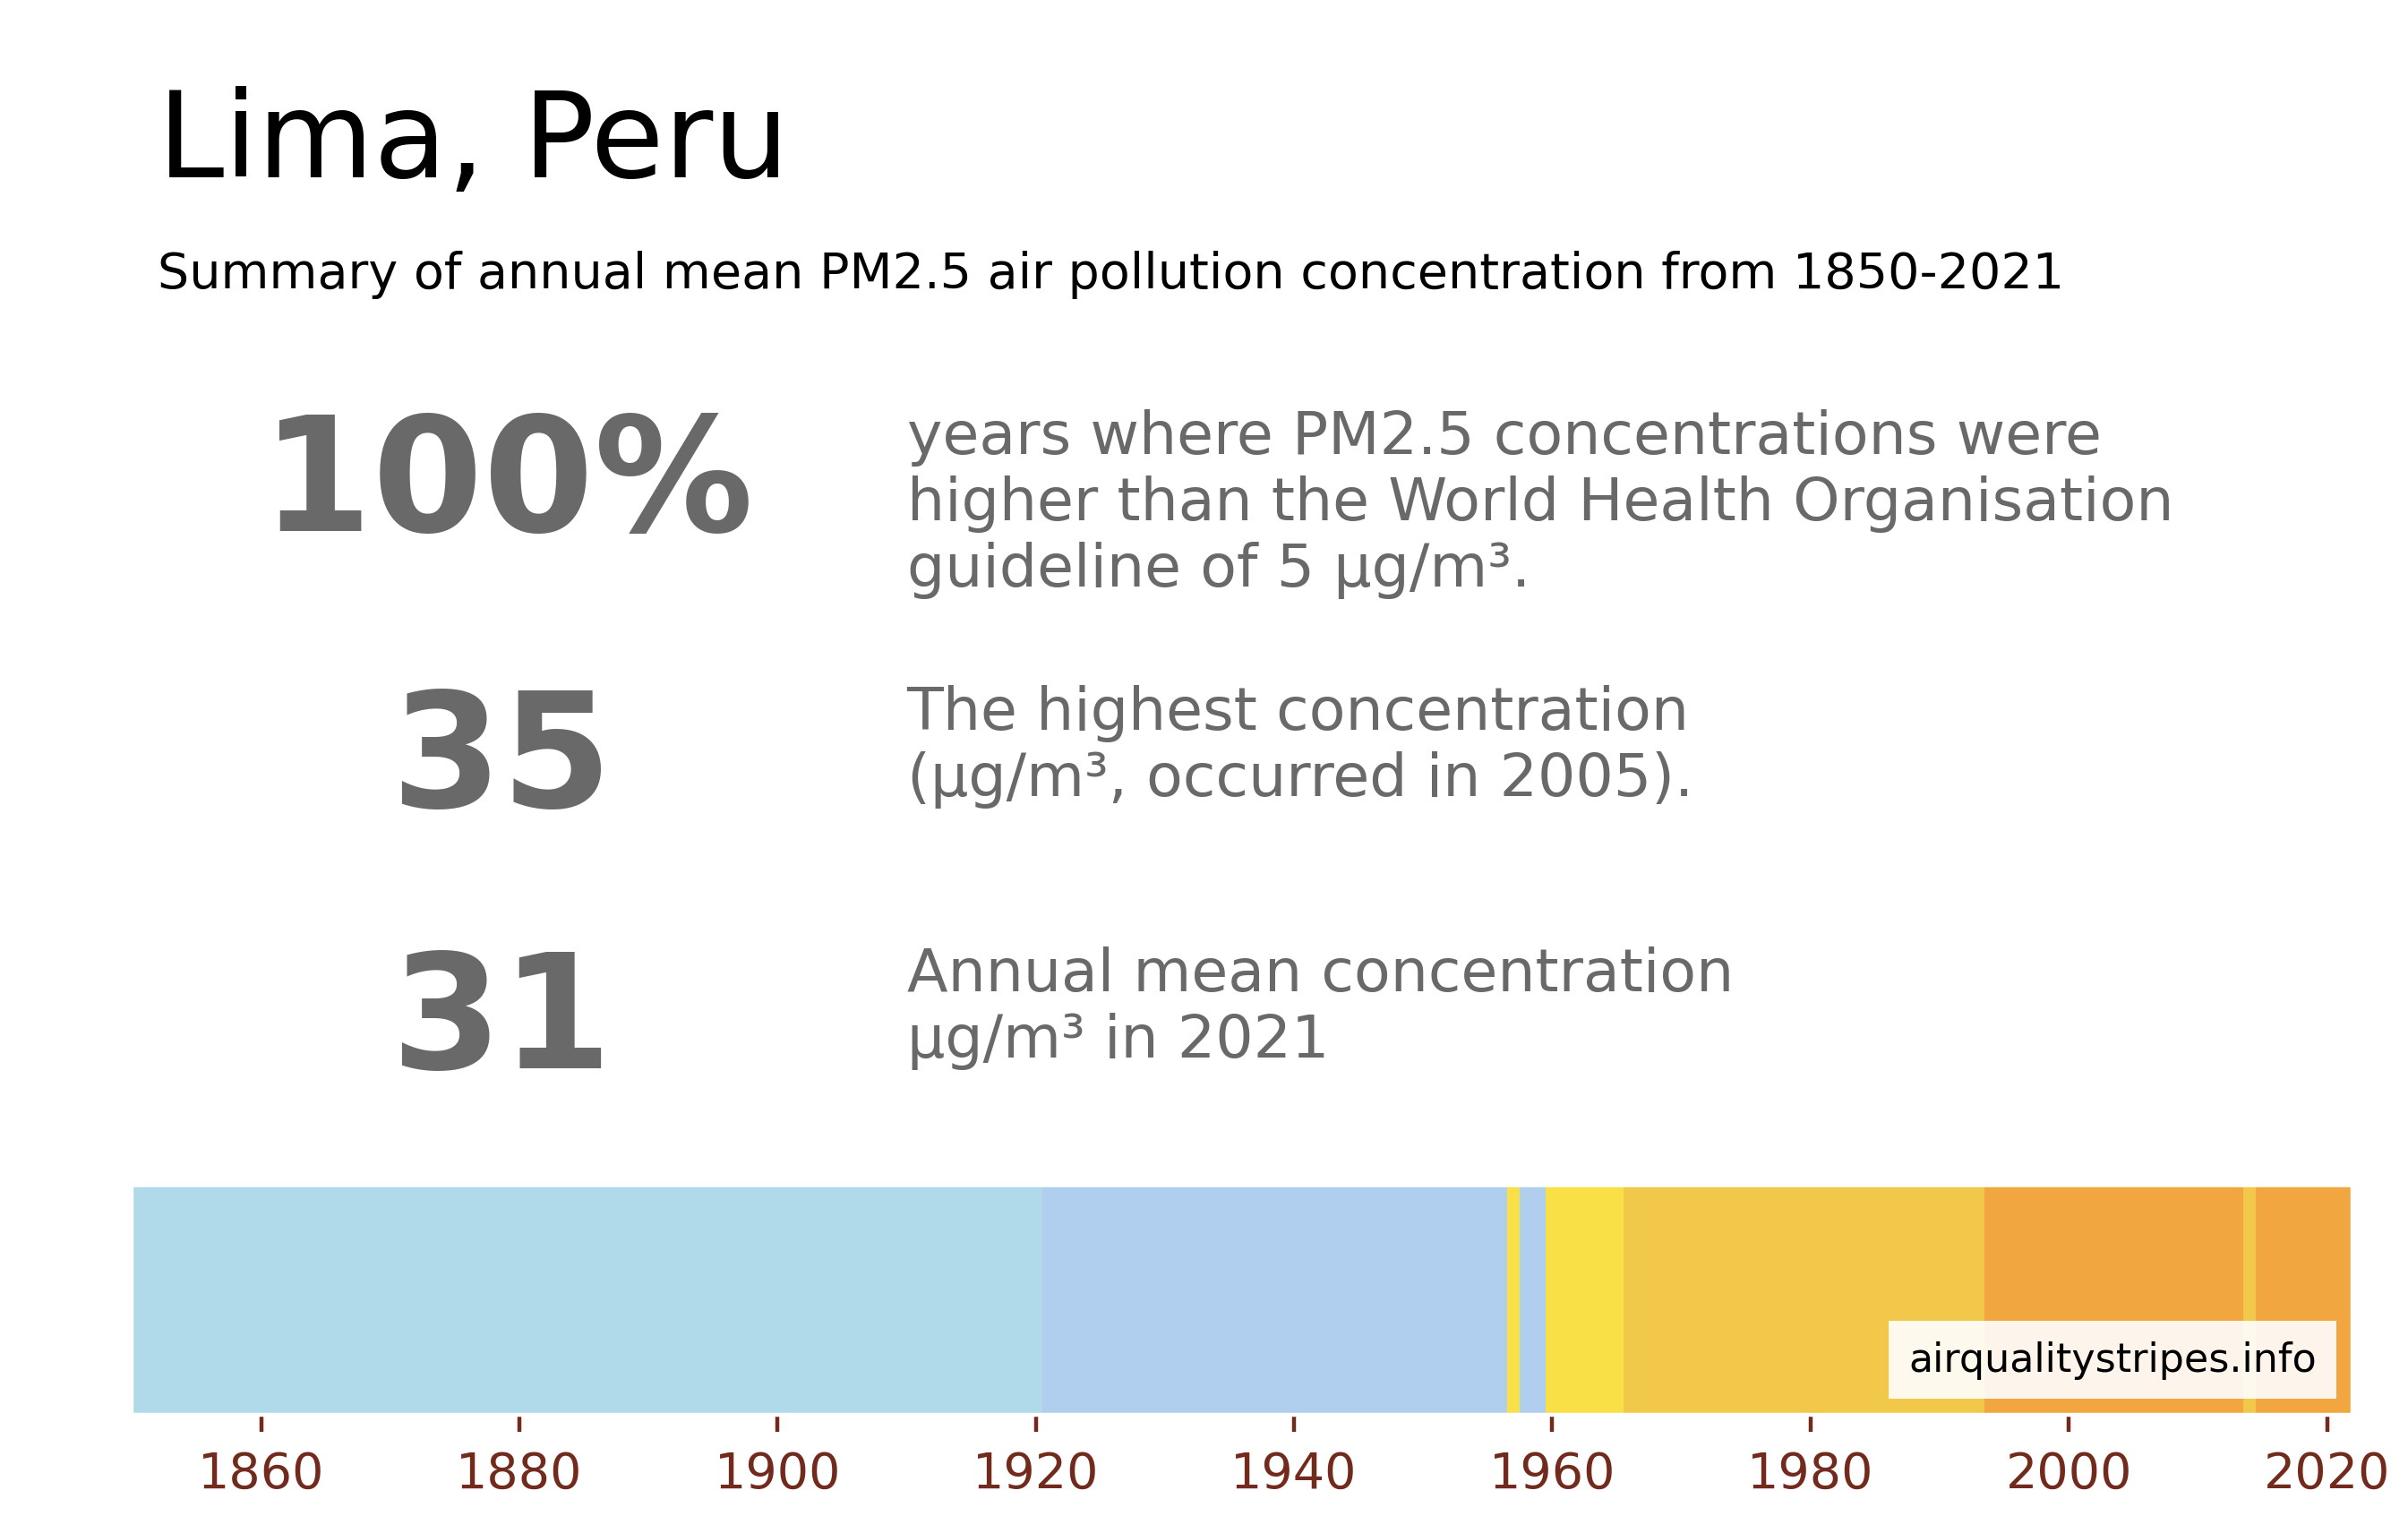 Lima, Peru
Summary of annual mean PM2.5 air pollution concentration from 1850-2021
100%
years where PM2.5 concentrations were
higher than the World Health Organisation
guideline of 5 µg/m³.
35
The highest concentration
(µg/m³, occurred in 2005).
31
Annual mean concentration
µg/m³ in 2021
airqualitystripes.info
1860 1880 1900 1920 1940 1960 1980 2000 2020